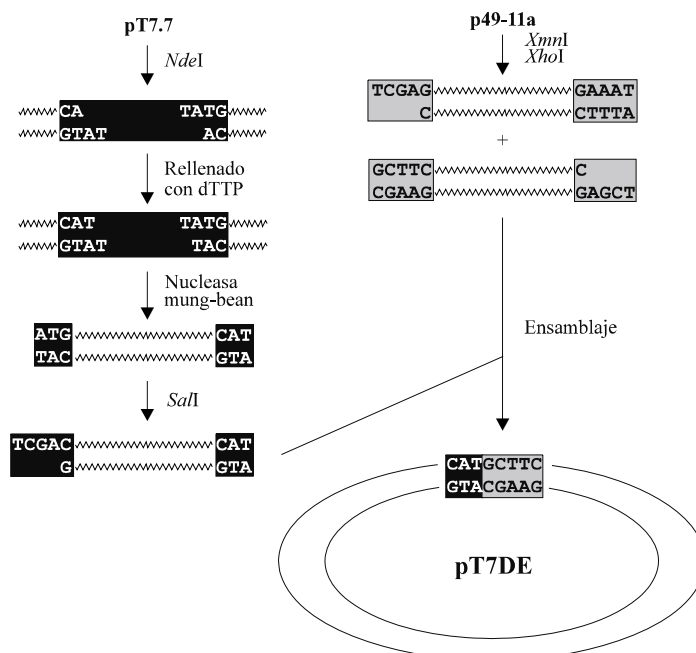 pT7.7
NdeI
CA TATG
GTAT AC
Rellenado
con dTTP
CAT TATG
GTAT TAC
Nucleasa
mung-bean
ATG CAT
TAC GTA
SalI
TCGAC CAT
G GTA
p49-11a
XmnI
XhoI
TCGAG GAAAT
C CTTTA
+
GCTTC C
CGAAG GAGCT
Ensamblaje
CATGCTTC
GTACGAAG
pT7DE